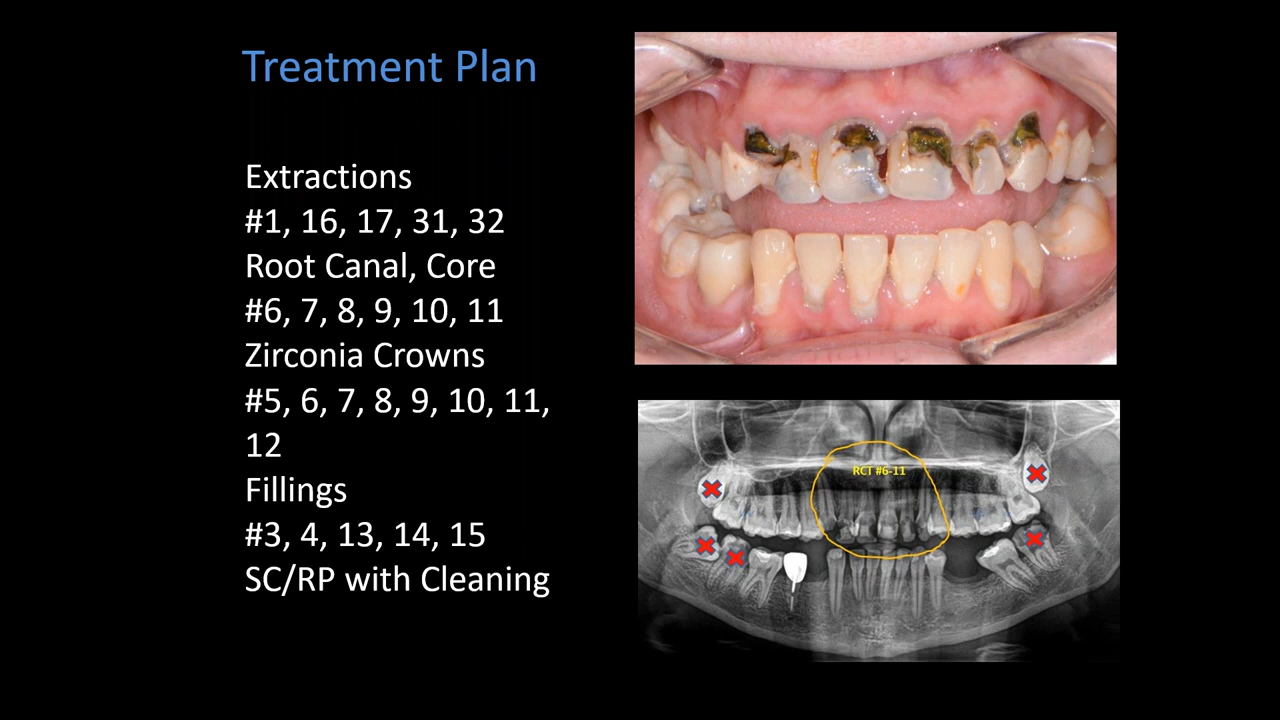 Treatment Plan
Extractions
#1, 16, 17, 31, 32
Root Canal, Core
#6, 7, 8, 9, 10, 11
Zirconia Crowns
#5, 6, 7, 8, 9, 10, 11,
12
Fillings
#3, 4, 13, 14, 15
SC/RP with Cleaning
RCT #6-11